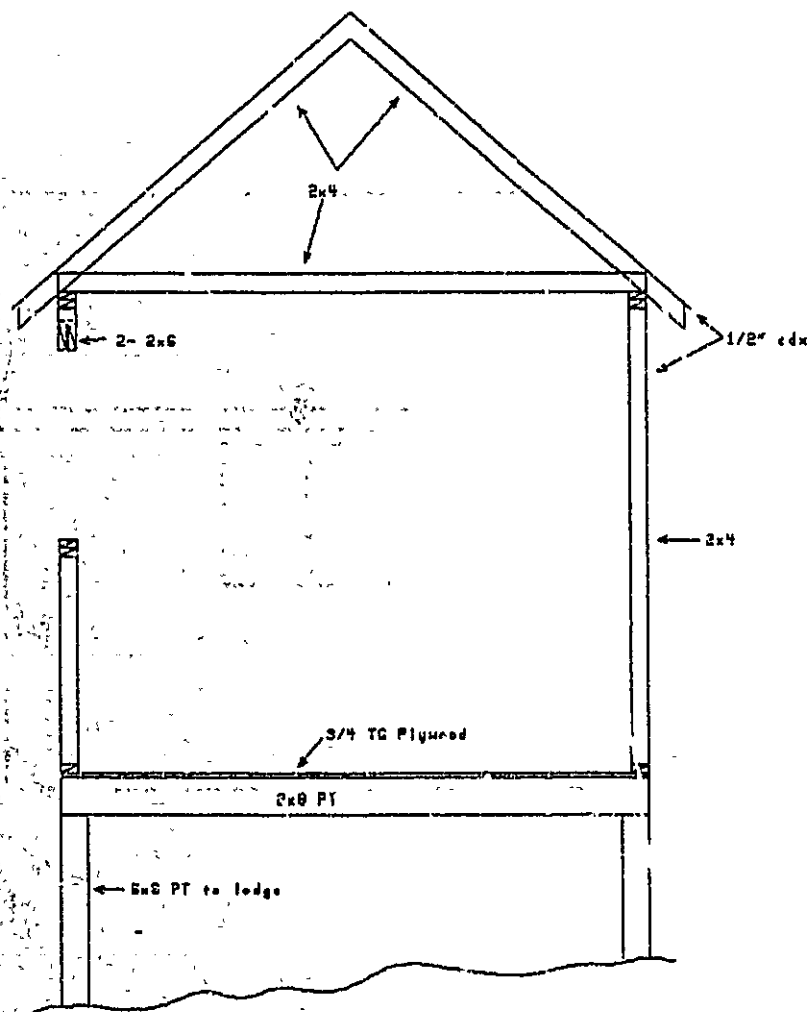 2x4
2- 2x6
1/2" cdx
2x4
3/4 TG Plywood
2x8 PT
6x6 PT to ledge